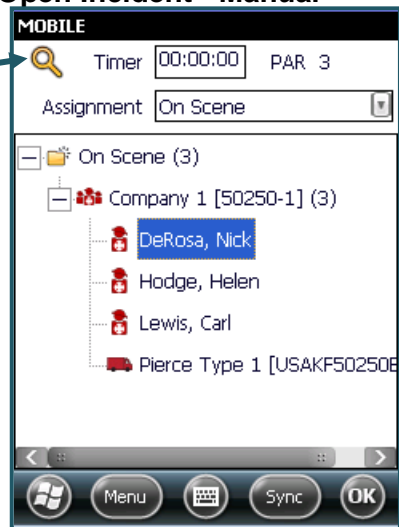 Open Incident - Manual
MOBILE
Timer 00:00:00 PAR 3
Assignment On Scene
On Scene (3)
Company 1 [50250-1] (3)
DeRosa, Nick
Hodge, Helen
Lewis, Carl
Pierce Type 1 [USAKF50250E
Menu Sync OK